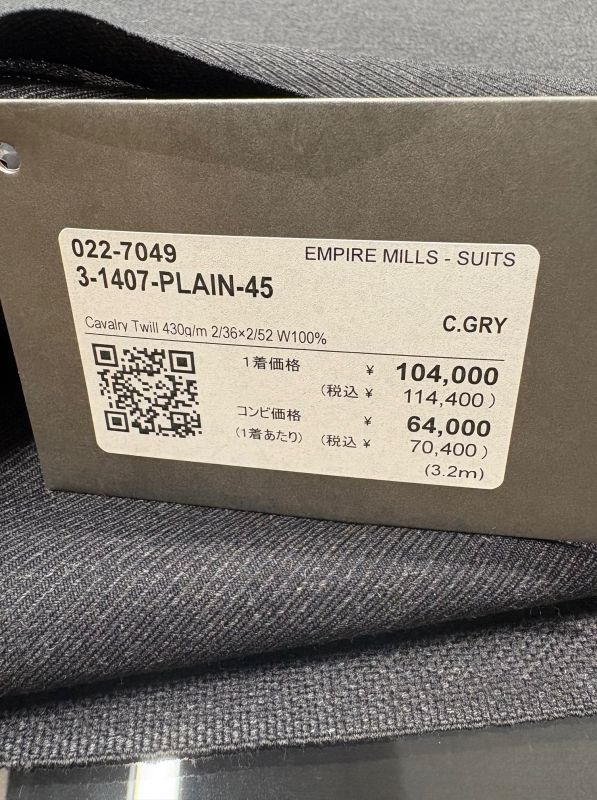 022-7049 EMPIRE MILLS - SUITS
3-1407-PLAIN-45
C.GRY
Cavalry Twill 430g/m 2/36×2/52 W100%
1着価格 ¥ 104,000
(税込 ¥ 114,400 )
コンビ価格 ¥ 64,000
(1着あたり) (税込 ¥ 70,400 )
(3.2m)